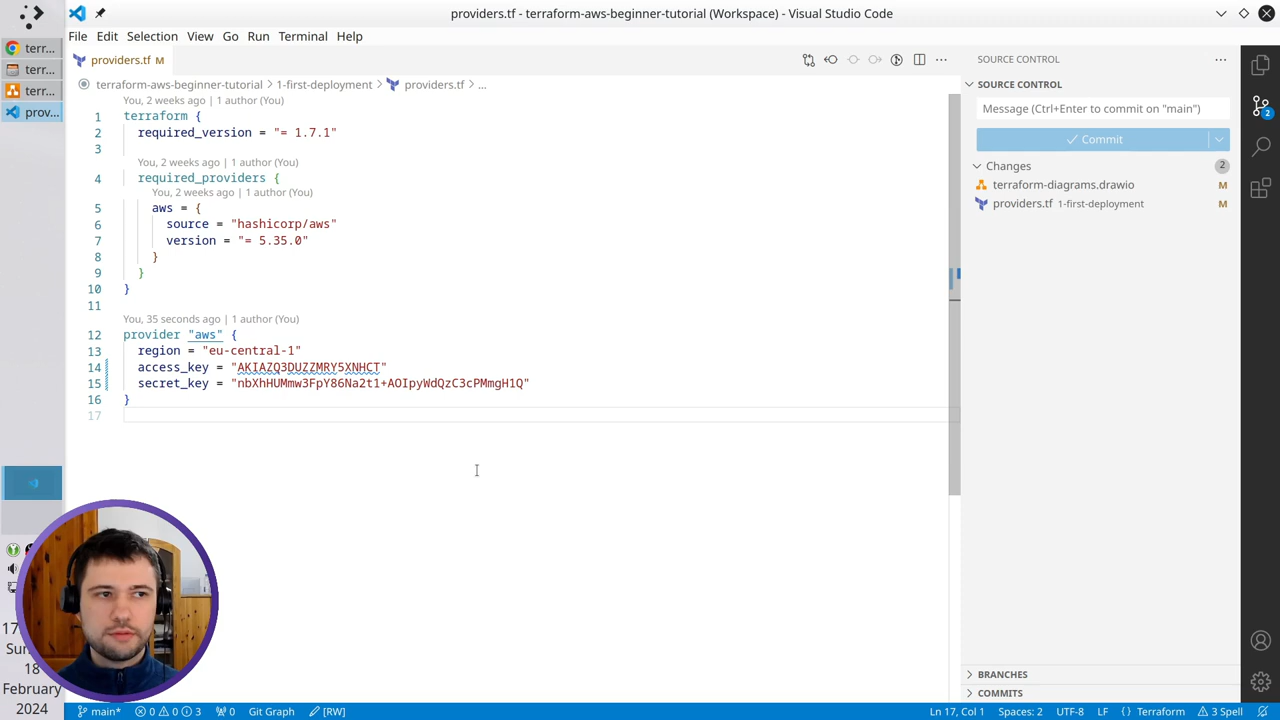 providers.tf - terraform-aws-beginner-tutorial (Workspace) - Visual Studio Code
File Edit Selection View Go Run Terminal Help
terr...
terr...
terr...
prov...
providers.tf M
terraform-aws-beginner-tutorial > 1-first-deployment > providers.tf > ...
You, 2 weeks ago | 1 author (You)
1 terraform {
2 required_version = "= 1.7.1"
3
You, 2 weeks ago | 1 author (You)
4 required_providers {
You, 2 weeks ago | 1 author (You)
5 aws = {
6 source = "hashicorp/aws"
7 version = "= 5.35.0"
8 }
9 }
10 }
11
You, 35 seconds ago | 1 author (You)
12 provider "aws" {
13 region = "eu-central-1"
14 access_key = "AKIAZQ3DUZZMRY5XNHCT"
15 secret_key = "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"
16 }
17
SOURCE CONTROL
SOURCE CONTROL
Message (Ctrl+Enter to commit on "main")
Commit
Changes 2
terraform-diagrams.drawio M
providers.tf 1-first-deployment M
BRANCHES
COMMITS
2
17
Sun
18
February
2024
main* 0 0 3 0 Git Graph [RW] Ln 17, Col 1 Spaces: 2 UTF-8 LF {} Terraform 3 Spell